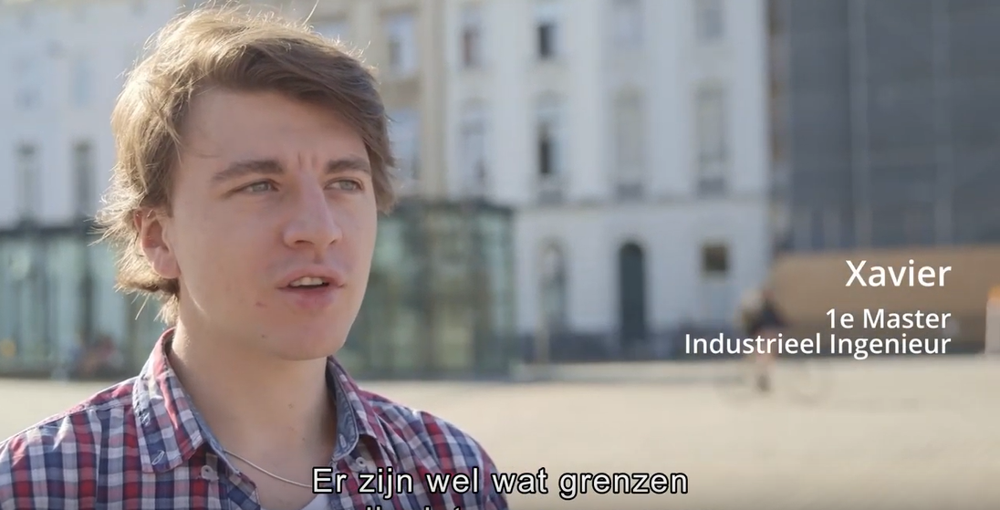 Xavier
1e Master
Industrieel Ingenieur
Er zijn wel wat grenzen